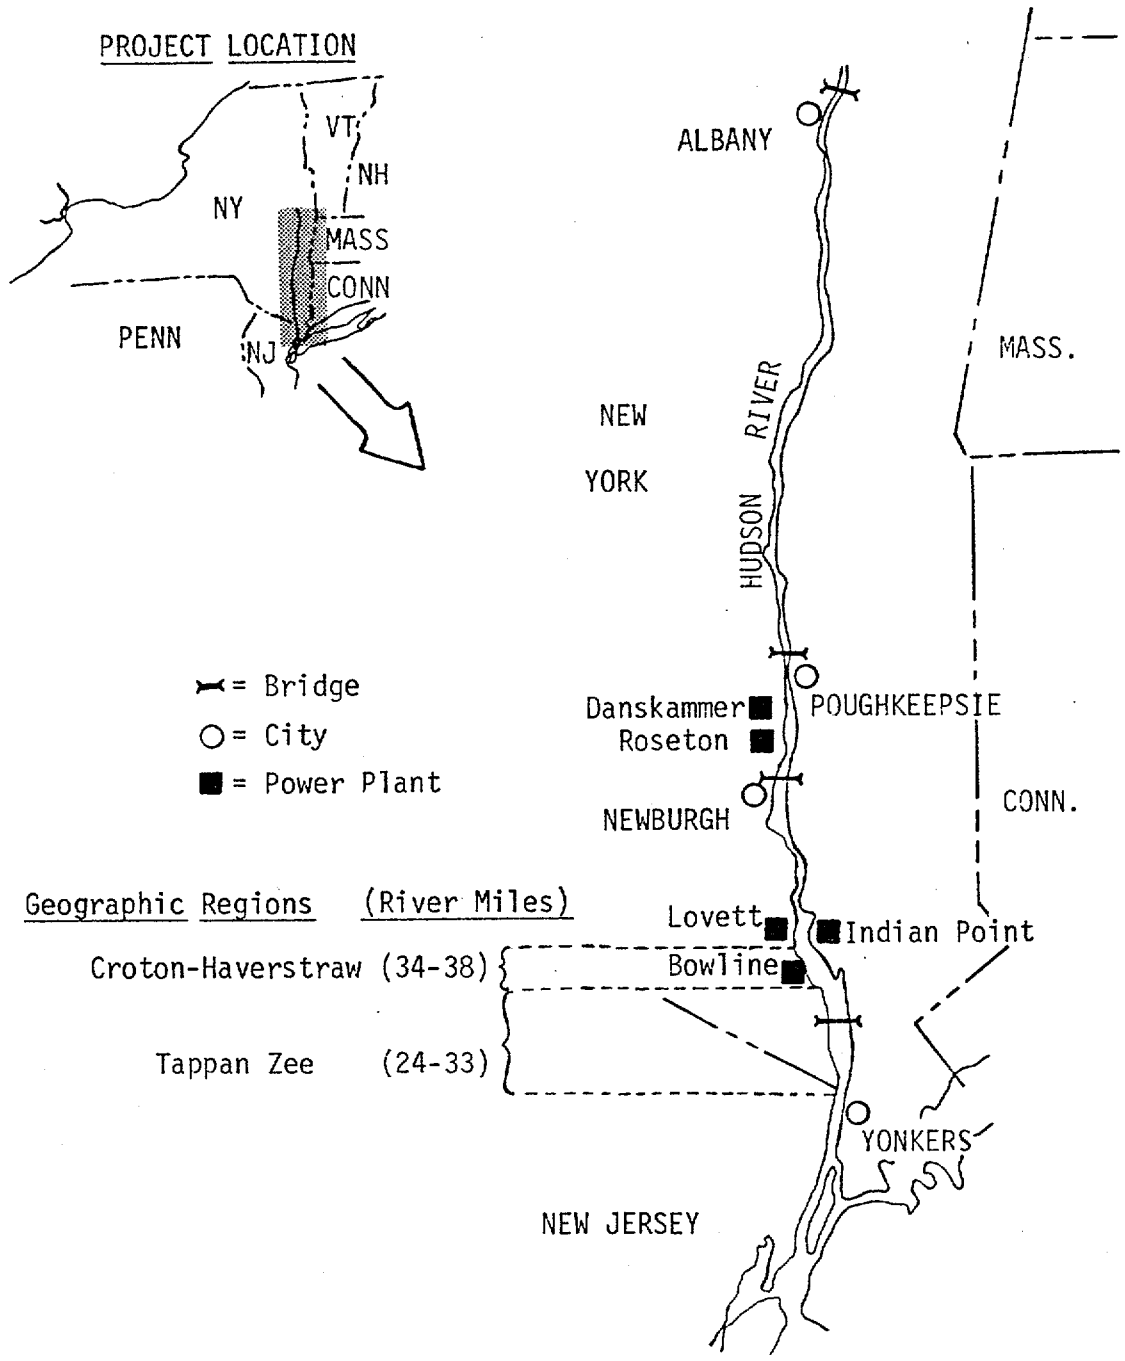 PROJECT LOCATION
VT
NH
NY
MASS
CONN
PENN
NJ
ALBANY
MASS.
NEW
YORK
HUDSON RIVER
= Bridge
= City
= Power Plant
Danskammer
POUGHKEEPSIE
Roseton
NEWBURGH
CONN.
Geographic Regions (River Miles)
Lovett
Indian Point
Croton-Haverstraw (34-38)
Bowline
Tappan Zee (24-33)
YONKERS
NEW JERSEY